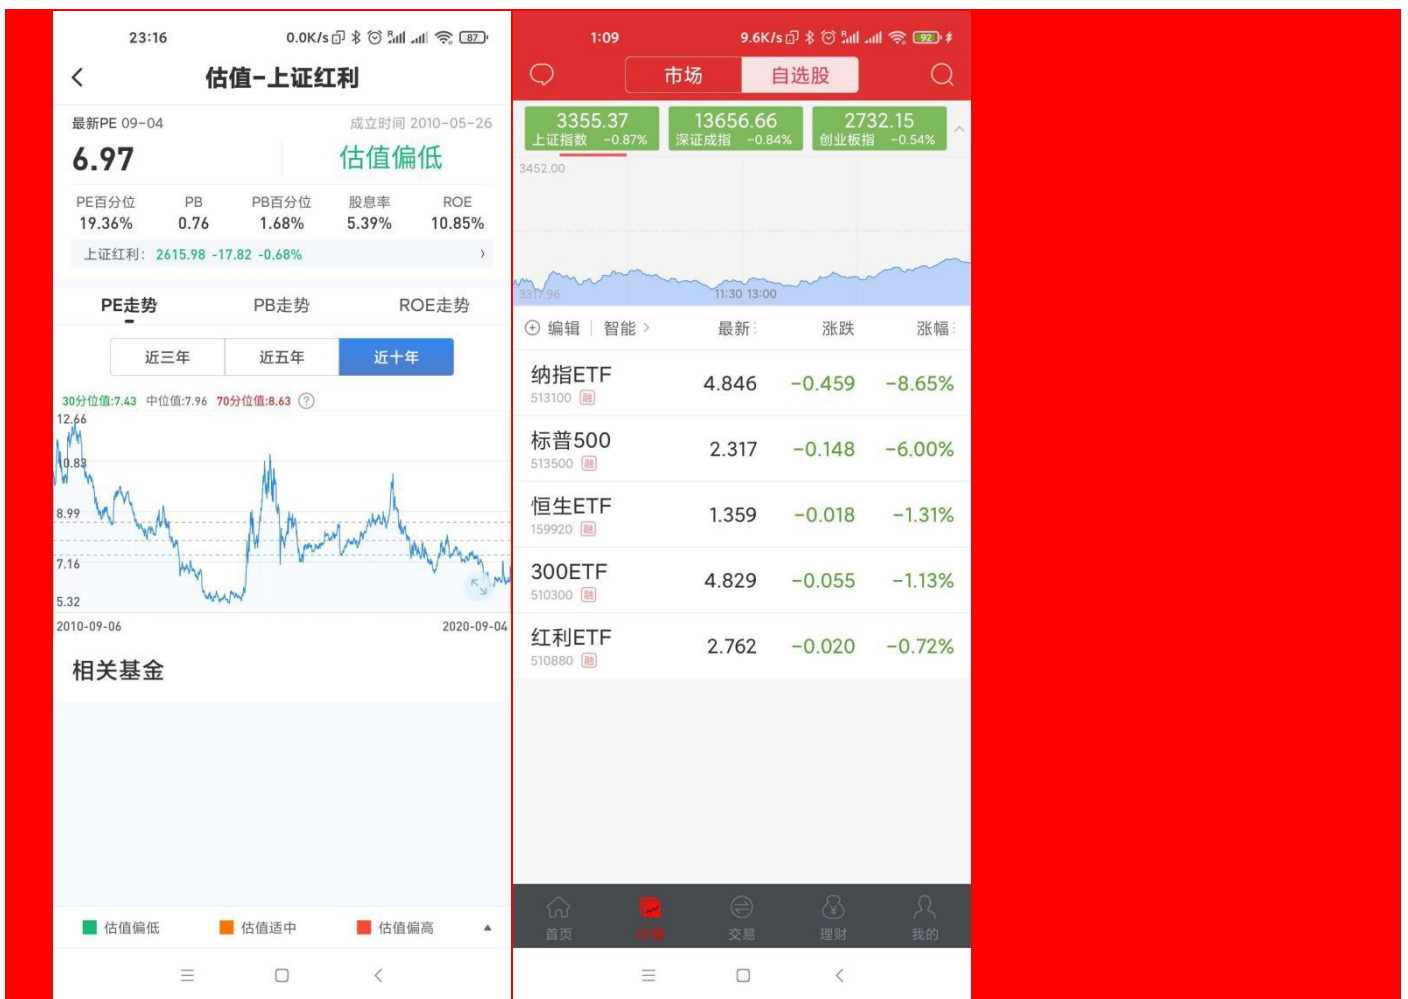 23:16
0.0K/s
87
估值-上证红利
最新PE 09-04
成立时间 2010-05-26
6.97
估值偏低
PE百分位 PB PB百分位 股息率 ROE
19.36% 0.76 1.68% 5.39% 10.85%
上证红利: 2615.98 -17.82 -0.68%
PE走势 PB走势 ROE走势
近三年 近五年 近十年
30分位值:7.43 中位值:7.96 70分位值:8.63 ?
12.66
10.83
8.99
7.16
5.32
2010-09-06 2020-09-04
相关基金
估值偏低 估值适中 估值偏高
1:09
9.6K/s
92
市场 自选股
3355.37 13656.66 2732.15
上证指数 -0.87% 深证成指 -0.84% 创业板指 -0.54%
3452.00
3317.96
11:30 13:00
编辑 智能 最新 涨跌 涨幅
纳指ETF 4.846 -0.459 -8.65%
513100 融
标普500 2.317 -0.148 -6.00%
513500 融
恒生ETF 1.359 -0.018 -1.31%
159920 融
300ETF 4.829 -0.055 -1.13%
510300 融
红利ETF 2.762 -0.020 -0.72%
510880 融
首页 行情 交易 理财 我的